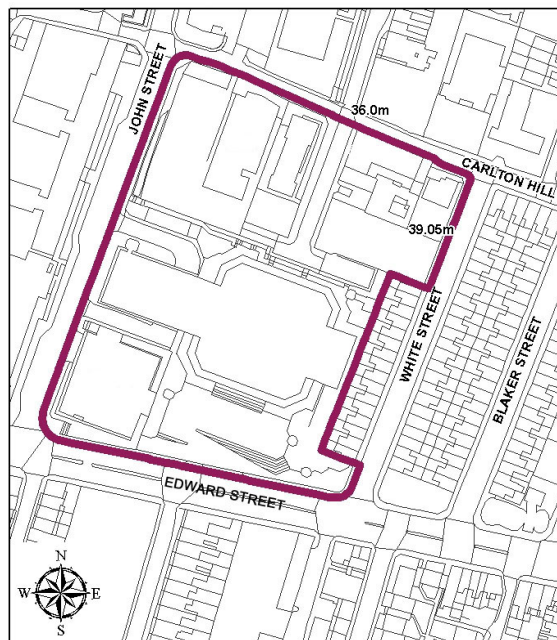 JOHN STREET
36.0m
CARLTON HILL
39.05m
WHITE STREET
BLAKER STREET
EDWARD STREET
N
W
E
S